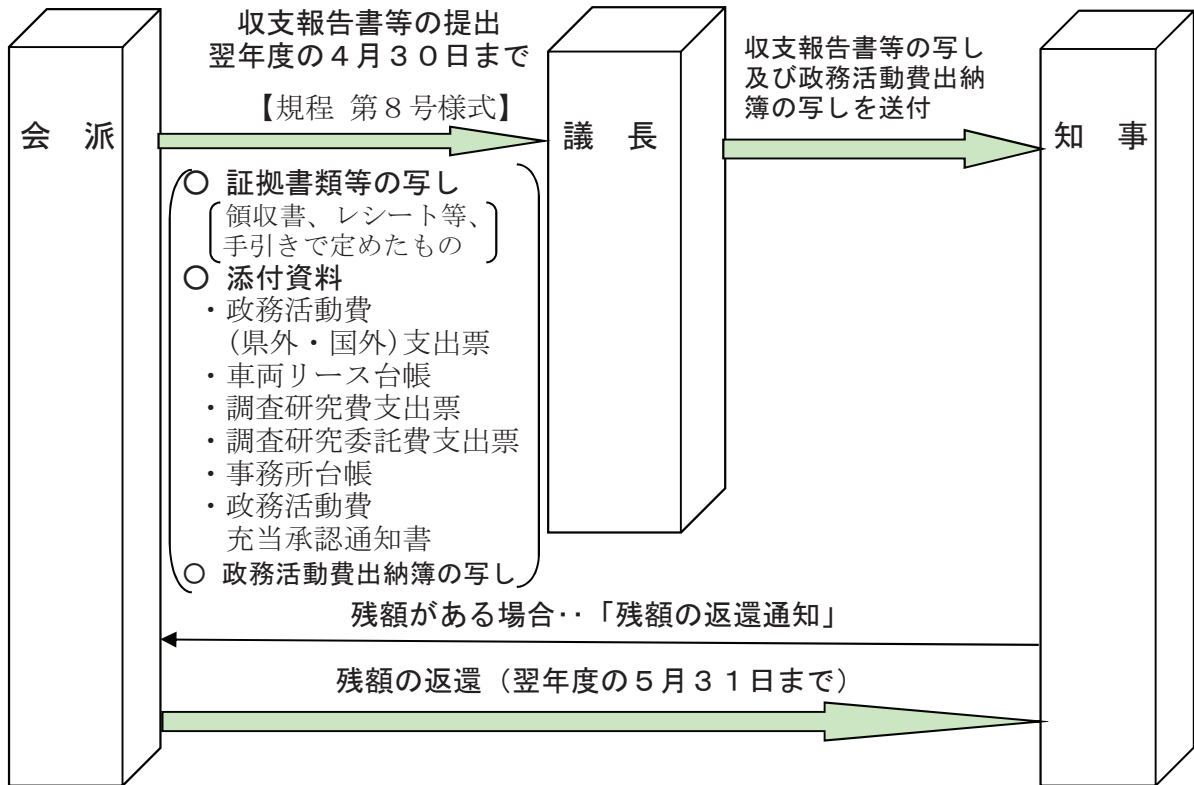 収支報告書等の提出
翌年度の４月３０日まで
【規程 第８号様式】
会 派
議 長
収支報告書等の写し
及び政務活動費出納
簿の写しを送付
知 事
○ 証拠書類等の写し
領収書、レシート等、
手引きで定めたもの
○ 添付資料
・政務活動費
(県外・国外)支出票
・車両リース台帳
・調査研究費支出票
・調査研究委託費支出票
・事務所台帳
・政務活動費
充当承認通知書
○ 政務活動費出納簿の写し
残額がある場合‥「残額の返還通知」
残額の返還（翌年度の５月３１日まで）